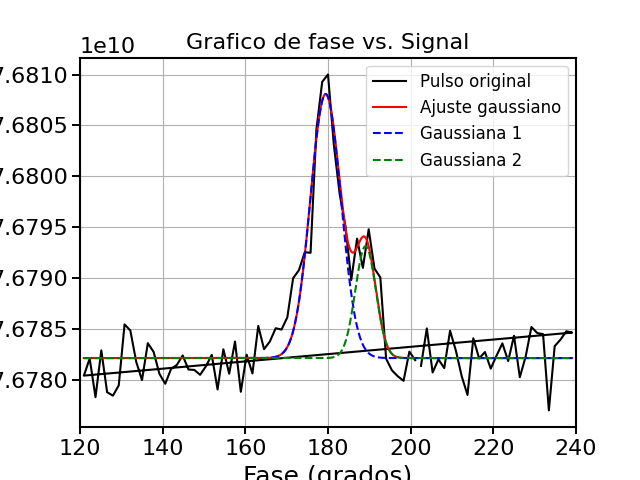 Grafico de fase vs. Signal
1e10
7.6810
7.6805
7.6800
7.6795
7.6790
7.6785
7.6780
Pulso original
Ajuste gaussiano
Gaussiana 1
Gaussiana 2
120 140 160 180 200 220 240
Fase (grados)